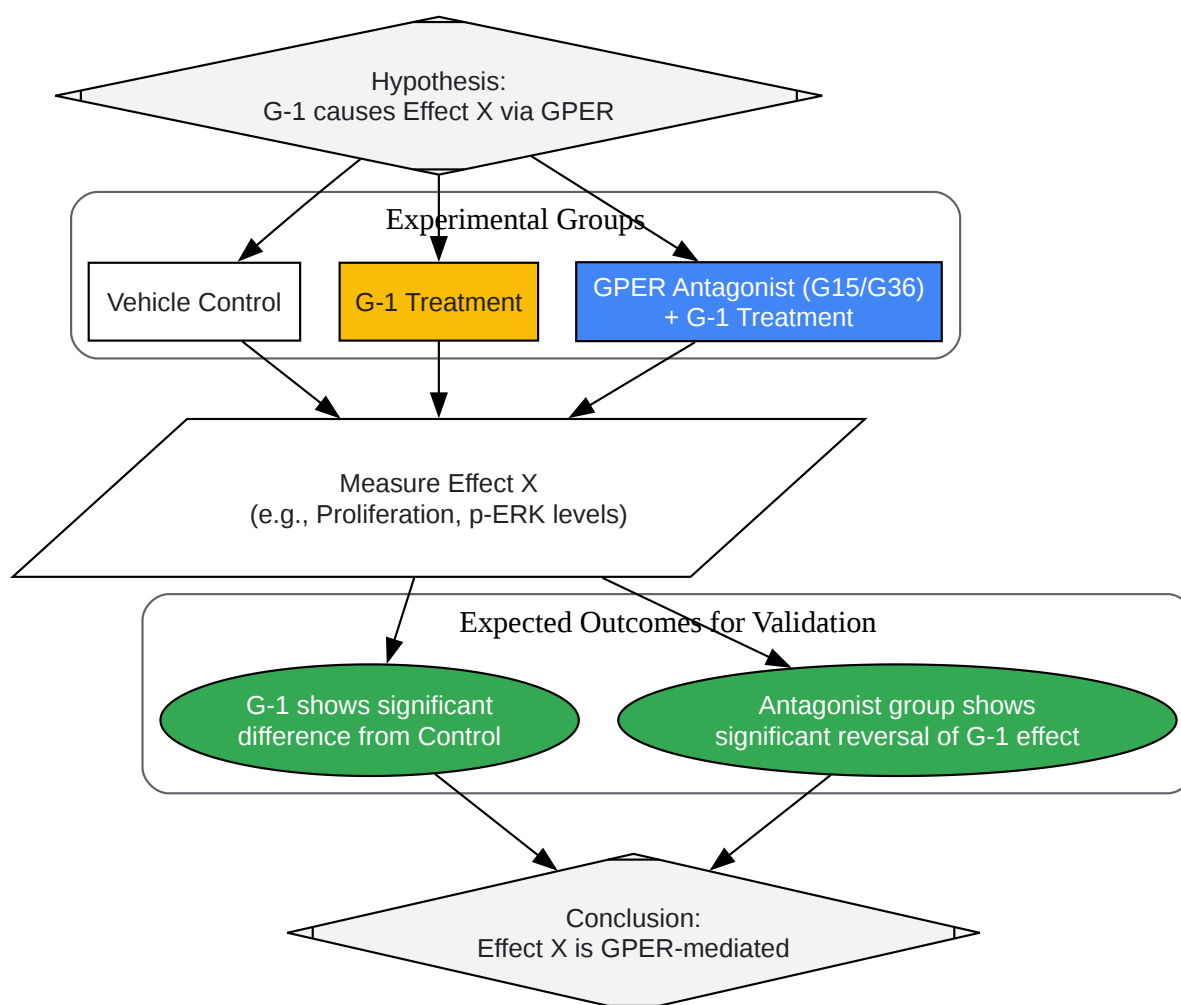 Hypothesis:
G-1 causes Effect X via GPER
Experimental Groups
Vehicle Control
G-1 Treatment
GPER Antagonist (G15/G36)
+ G-1 Treatment
Measure Effect X
(e.g., Proliferation, p-ERK levels)
Expected Outcomes for Validation
G-1 shows significant
difference from Control
Antagonist group shows
significant reversal of G-1 effect
Conclusion:
Effect X is GPER-mediated